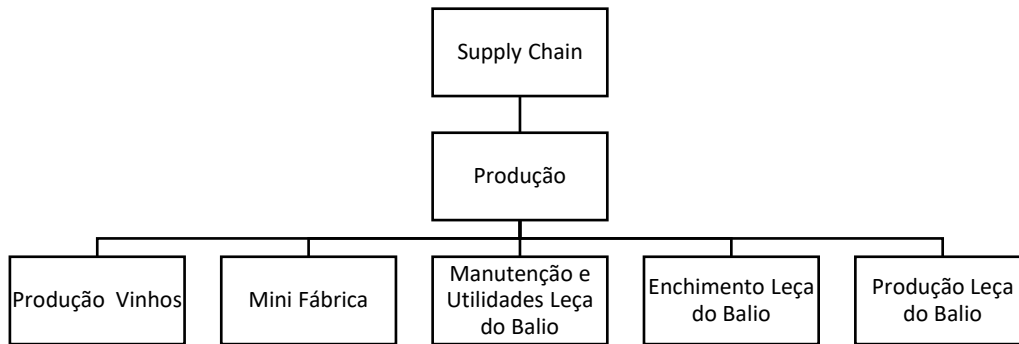 Supply Chain
Produção
Produção Vinhos
Mini Fábrica
Manutenção e
Utilidades Leça
do Balio
Enchimento Leça
do Balio
Produção Leça
do Balio